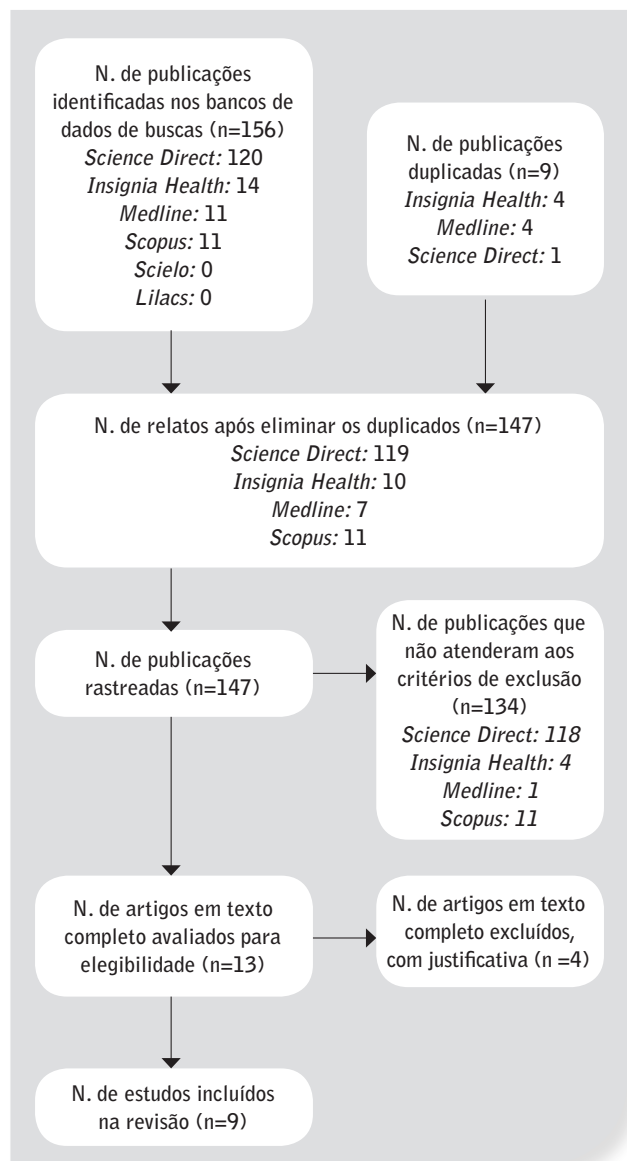 N. de publicações
identificadas nos bancos de
dados de buscas (n=156)
Science Direct: 120
Insignia Health: 14
Medline: 11
Scopus: 11
Scielo: 0
Lilacs: 0
N. de publicações
duplicadas (n=9)
Insignia Health: 4
Medline: 4
Science Direct: 1
N. de relatos após eliminar os duplicados (n=147)
Science Direct: 119
Insignia Health: 10
Medline: 7
Scopus: 11
N. de publicações
rastreadas (n=147)
N. de publicações que
não atenderam aos
critérios de exclusão
(n=134)
Science Direct: 118
Insignia Health: 4
Medline: 1
Scopus: 11
N. de artigos em texto
completo avaliados para
elegibilidade (n=13)
N. de artigos em texto
completo excluídos,
com justificativa (n =4)
N. de estudos incluídos
na revisão (n=9)